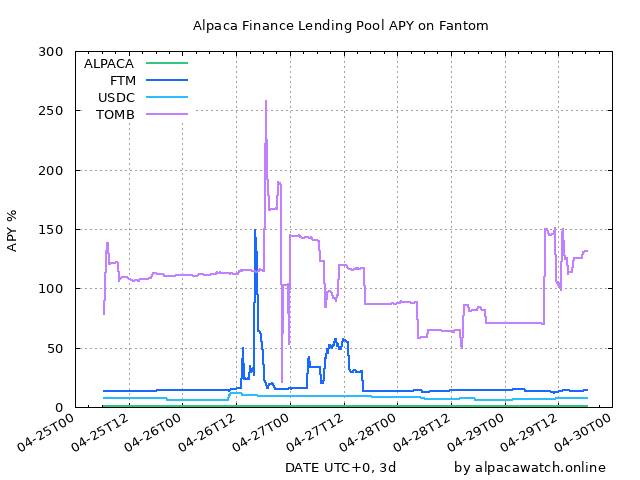 Alpaca Finance Lending Pool APY on Fantom
300
250
200
150
100
50
0
APY %
ALPACA
FTM
USDC
TOMB
04-25T00
04-25T12
04-26T00
04-26T12
04-27T00
04-27T12
04-28T00
04-28T12
04-29T00
04-29T12
04-30T00
DATE UTC+0, 3d
by alpacawatch.online